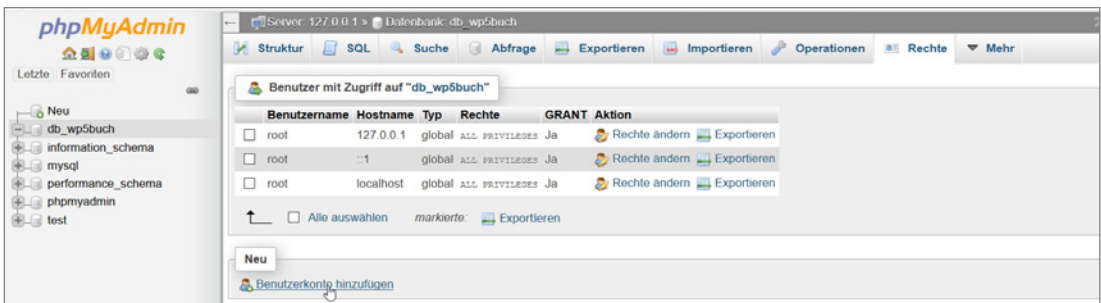 phpMyAdmin
Letzte Favoriten
Neu
db_wp5buch
information_schema
mysql
performance_schema
phpmyadmin
test
Server: 127.0.0.1 » Datenbank: db_wp5buch
Struktur SQL Suche Abfrage Exportieren Importieren Operationen Rechte Mehr
Benutzer mit Zugriff auf "db_wp5buch"
Benutzername Hostname Typ Rechte GRANT Aktion
root 127.0.0.1 global ALL PRIVILEGES Ja Rechte ändern Exportieren
root ::1 global ALL PRIVILEGES Ja Rechte ändern Exportieren
root localhost global ALL PRIVILEGES Ja Rechte ändern Exportieren
Alle auswählen markierte: Exportieren
Neu
Benutzerkonto hinzufügen